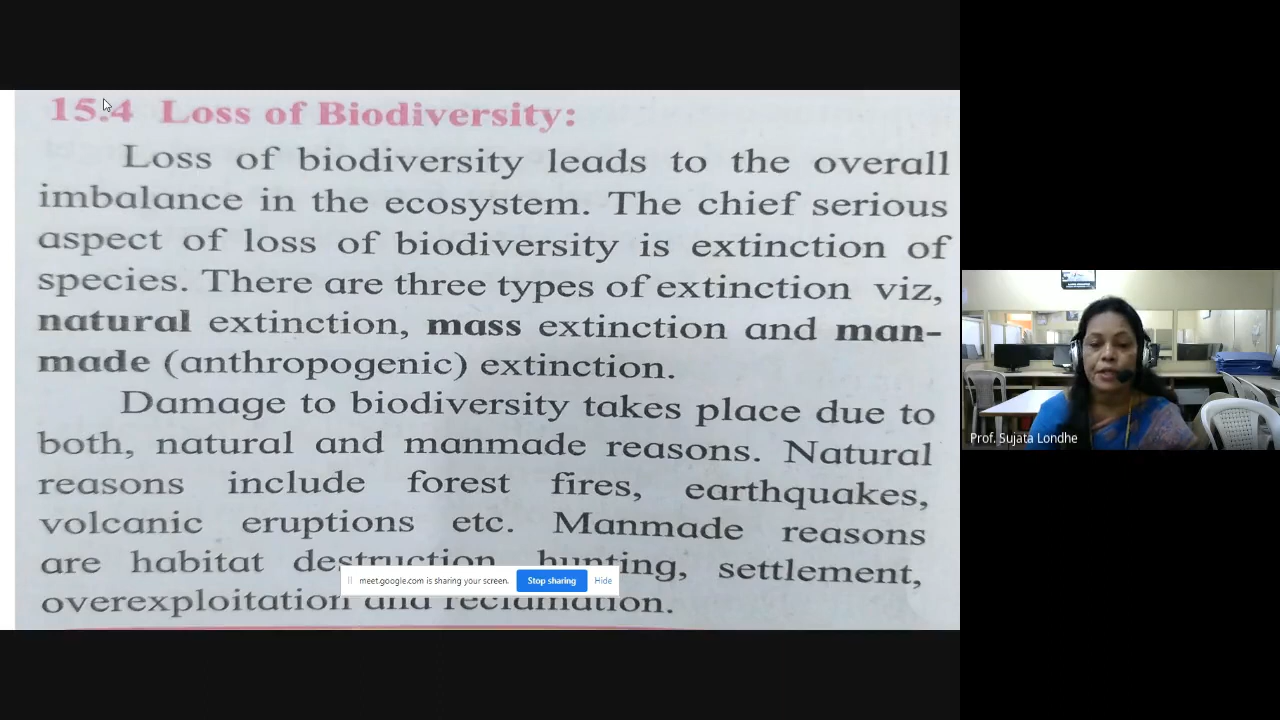 15.4 Loss of Biodiversity:
Loss of biodiversity leads to the overall
imbalance in the ecosystem. The chief serious
aspect of loss of biodiversity is extinction of
species. There are three types of extinction viz,
natural extinction, mass extinction and man-
made (anthropogenic) extinction.
Damage to biodiversity takes place due to
both, natural and manmade reasons. Natural
reasons include forest fires, earthquakes,
volcanic eruptions etc. Manmade reasons
are habitat destruction, hunting, settlement,
overexploitation and reclamation.
meet.google.com is sharing your screen.
Stop sharing
Hide
Prof. Sujata Londhe